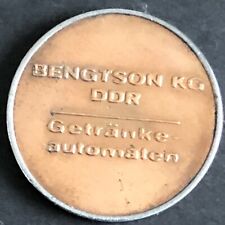 BENGTSON KG
DDR
Getränke-
automaten